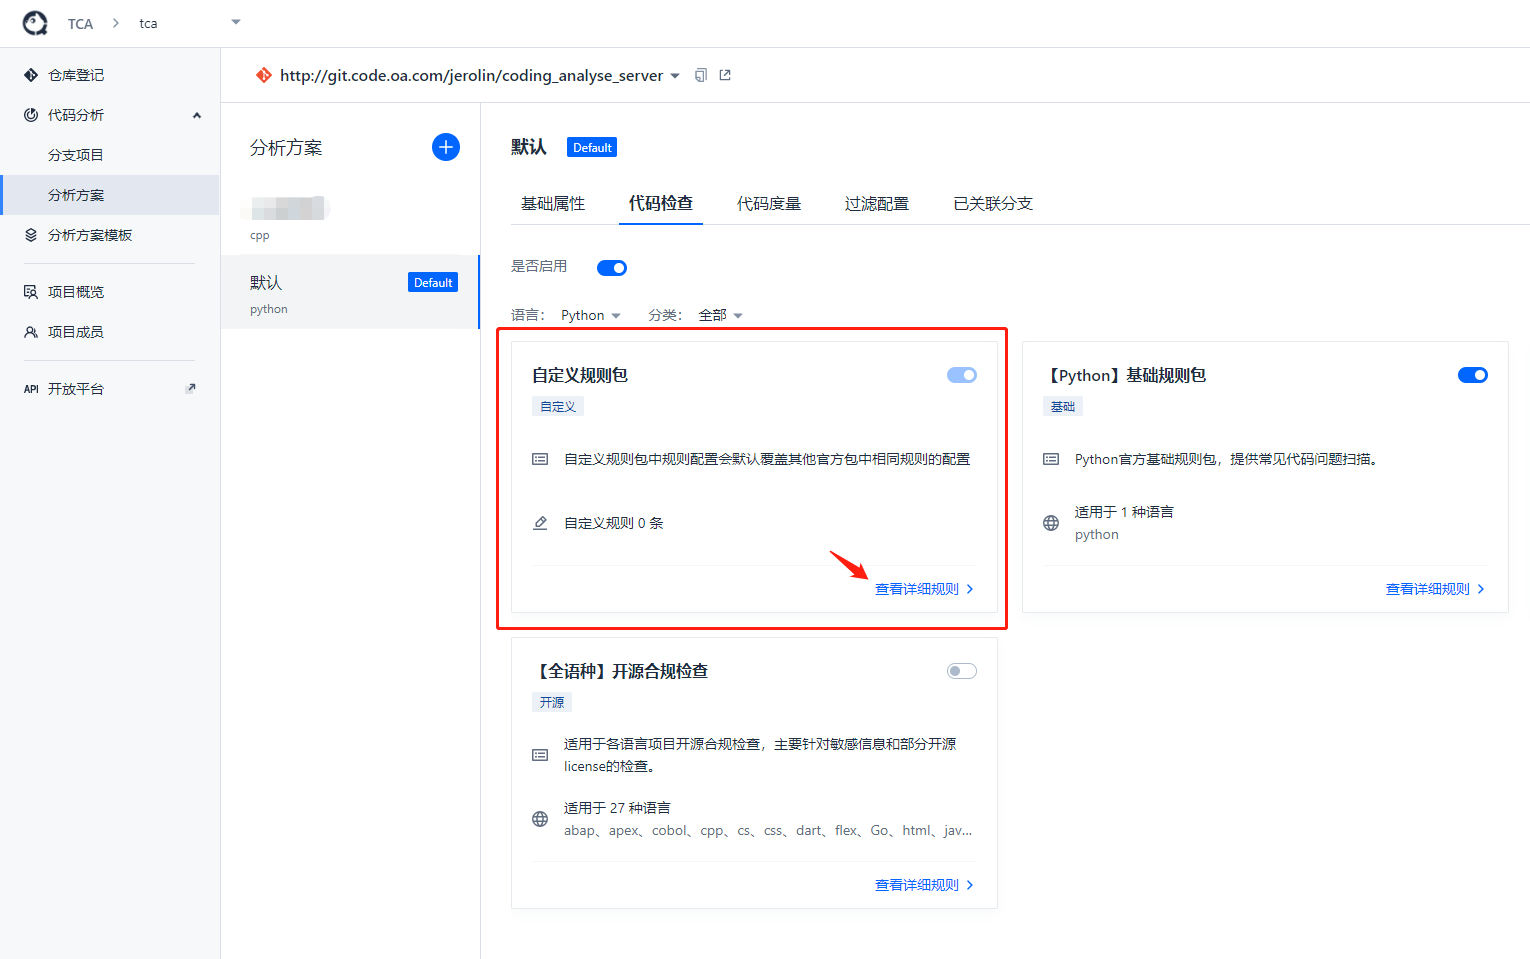 TCA
tca
仓库登记
代码分析
分支项目
分析方案
分析方案模板
项目概览
项目成员
API 开放平台
http://git.code.oa.com/jerolin/coding_analyse_server
分析方案
cpp
默认 Default
python
默认 Default
基础属性 代码检查 代码度量 过滤配置 已关联分支
是否启用
语言: Python 分类: 全部
自定义规则包
自定义
自定义规则包中规则配置会默认覆盖其他官方包中相同规则的配置
自定义规则 0 条
查看详细规则
【Python】基础规则包
基础
Python官方基础规则包，提供常见代码问题扫描。
适用于 1 种语言
python
查看详细规则
【全语种】开源合规检查
开源
适用于各语言项目开源合规检查，主要针对敏感信息和部分开源
license的检查。
适用于 27 种语言
abap、apex、cobol、cpp、cs、css、dart、flex、Go、html、jav...
查看详细规则